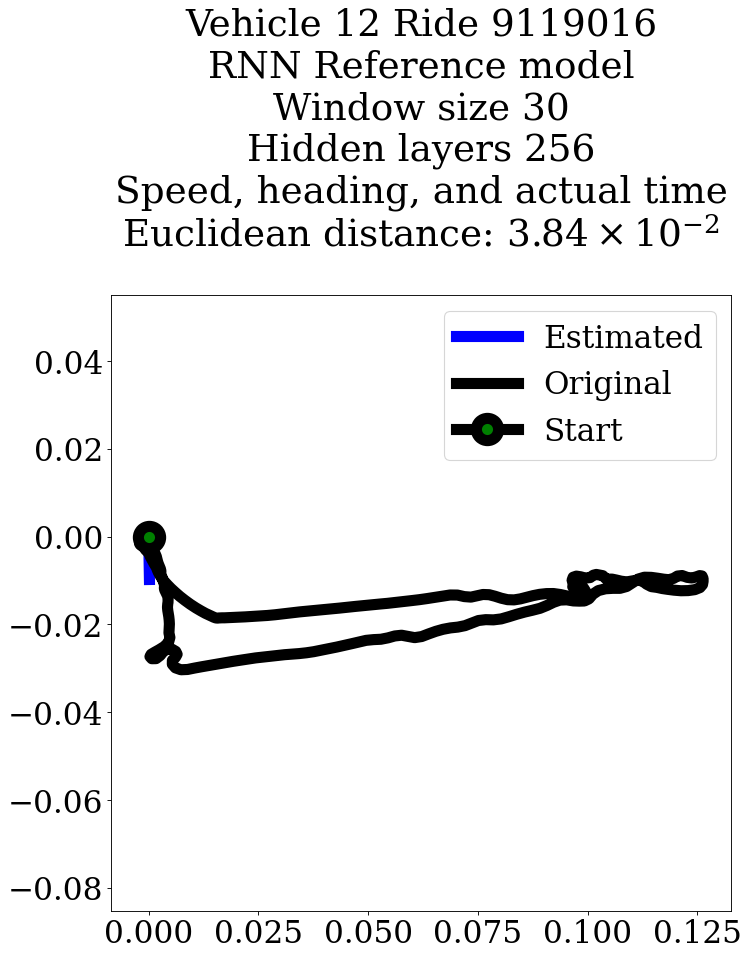 Vehicle 12 Ride 9119016
RNN Reference model
Window size 30
Hidden layers 256
Speed, heading, and actual time
Euclidean distance: 3.84 × 10⁻²
Estimated
Original
Start
0.04
0.02
0.00
−0.02
−0.04
−0.06
−0.08
0.000 0.025 0.050 0.075 0.100 0.125